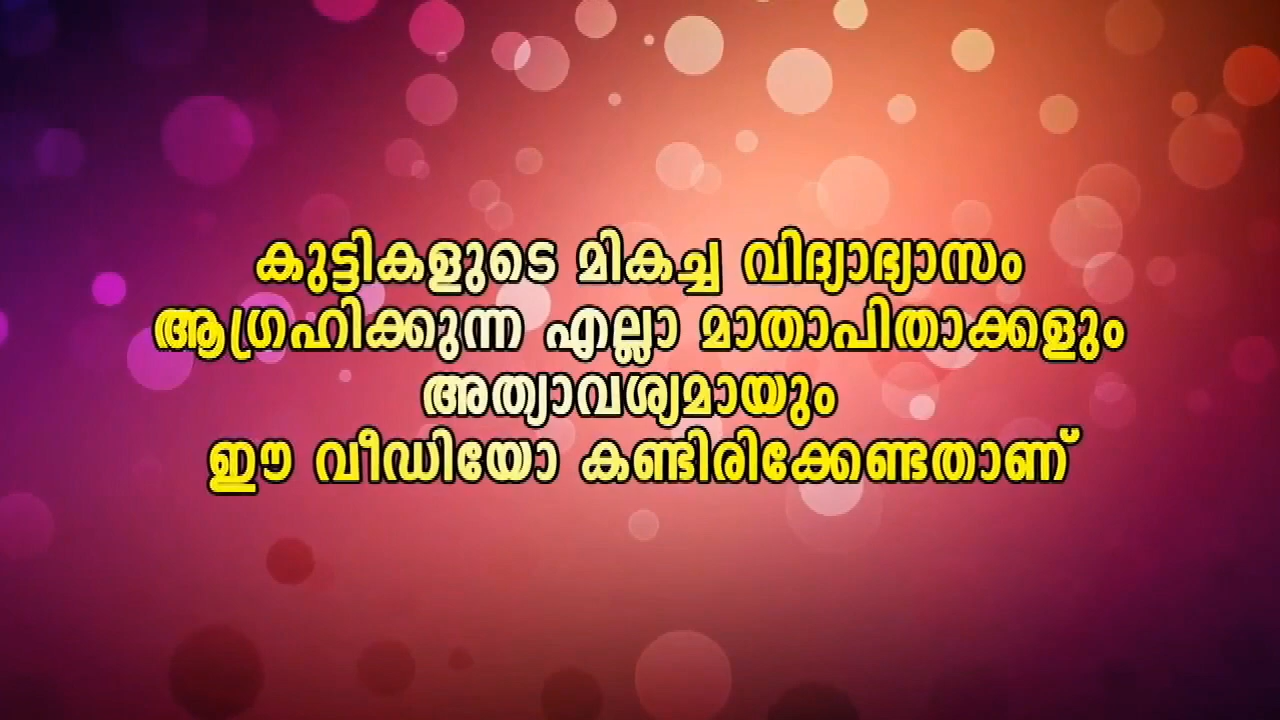 കുട്ടികളുടെ മികച്ച വിദ്യാഭ്യാസം
ആഗ്രഹിക്കുന്ന എല്ലാ മാതാപിതാക്കളും
അത്യാവശ്യമായും
ഈ വീഡിയോ കണ്ടിരിക്കേണ്ടതാണ്